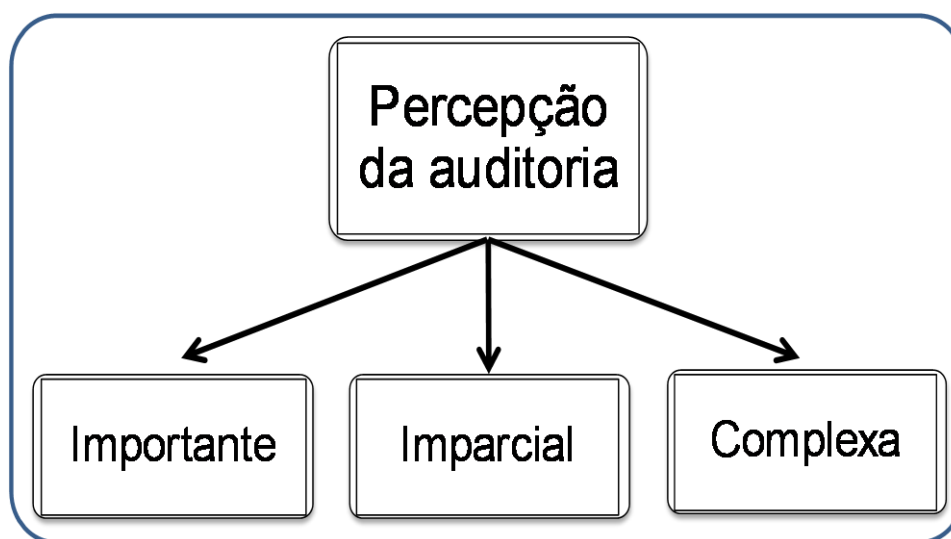 Percepção
da auditoria
Importante
Imparcial
Complexa